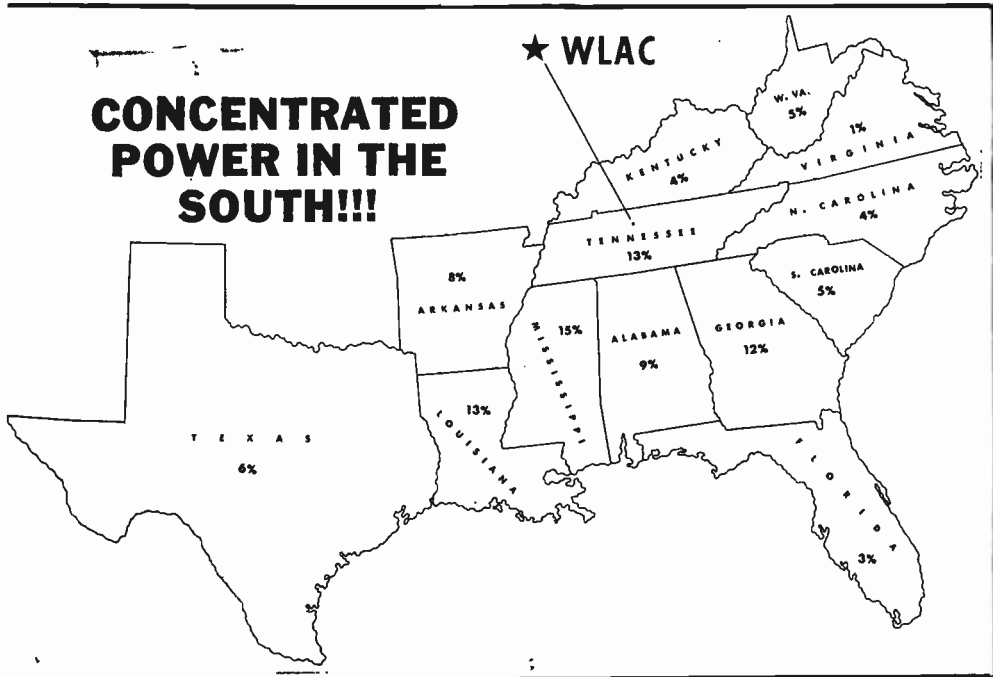 ★ WLAC
CONCENTRATED
POWER IN THE
SOUTH!!!
W. VA.
5%
1%
VIRGINIA
KENTUCKY
4%
N. CAROLINA
4%
TENNESSEE
13%
S. CAROLINA
5%
8%
ARKANSAS
MISSISSIPPI
15%
ALABAMA
9%
GEORGIA
12%
13%
LOUISIANA
TEXAS
6%
FLORIDA
3%